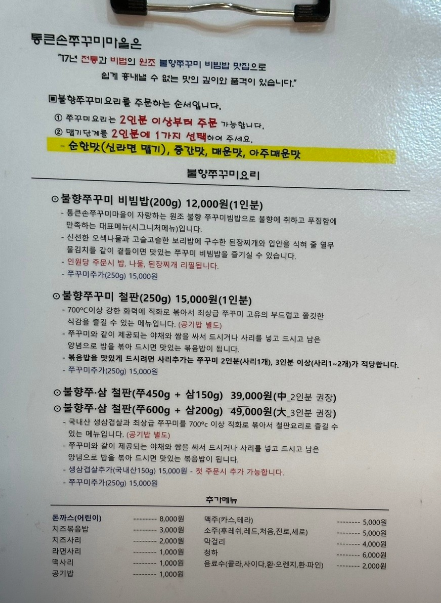 통큰손쭈꾸미마을은
"17년 전통과 비법의 원조 불향쭈꾸미 비빔밥 맛집으로
쉽게 흉내낼 수 없는 맛의 깊이와 품격이 있습니다."
▣불향쭈꾸미요리를 주문하는 순서입니다.
① 쭈꾸미요리는 2인분 이상부터 주문 가능합니다.
② 맵기단계를 2인분에 1가지 선택하여 주세요.
- 순한맛(신라면 맵기), 중간맛, 매운맛, 아주매운맛
불향쭈꾸미요리
⊙불향쭈꾸미 비빔밥(200g) 12,000원(1인분)
- 통큰손쭈꾸미마을이 자랑하는 원조 불향 쭈꾸미비빔밥으로 불향에 취하고 푸짐함에
만족하는 대표메뉴(시그니처메뉴)입니다.
- 신선한 오색나물과 고슬고슬한 보리밥에 구수한 된장찌개와 입안을 식혀 줄 열무
물김치를 같이 곁들이면 맛있는 쭈꾸미 비빔밥을 즐기실 수 있습니다.
- 인원당 주문시 밥, 나물, 된장찌개 리필됩니다.
- 쭈꾸미추가(250g) 15,000원
⊙불향쭈꾸미 철판(250g) 15,000원(1인분)
- 700℃이상 강한 화력에 직화로 볶아서 최상급 쭈꾸미 고유의 부드럽고 쫄깃한
식감을 즐길 수 있는 메뉴입니다. (공기밥 별도)
- 쭈꾸미와 같이 제공되는 야채와 쌈을 싸서 드시거나 사리를 넣고 드시고 남은
양념으로 밥을 볶아 드시면 맛있는 볶음밥이 됩니다.
- 볶음밥을 맛있게 드시려면 사리추가는 쭈꾸미 2인분(사리1개), 3인분 이상(사리1~2개)가 적당합니다.
- 쭈꾸미추가(250g) 15,000원
⊙불향쭈·삼 철판(쭈450g + 삼150g) 39,000원(中_2인분 권장)
⊙불향쭈·삼 철판(쭈600g + 삼200g) 49,000원(大_3인분 권장)
- 국내산 생삼겹살과 최상급 쭈꾸미를 700℃ 이상 직화로 볶아서 철판요리로 즐길 수
있는 메뉴입니다. (공기밥 별도)
- 쭈꾸미와 같이 제공되는 야채와 쌈을 싸서 드시거나 사리를 넣고 드시고 남은
양념으로 밥을 볶아 드시면 맛있는 볶음밥이 됩니다.
- 생삼겹살추가(국내산150g) 15,000원 - 첫 주문시 추가 가능합니다.
- 쭈꾸미추가(250g) 15,000원
추가메뉴
돈까스(어린이) -------- 8,000원
치즈볶음밥 -------- 3,000원
치즈사리 -------- 2,000원
라면사리 -------- 1,000원
떡사리 -------- 1,000원
공기밥 -------- 1,000원
맥주(카스,테라) -------- 5,000원
소주(후레쉬,레드,처음,진로,새로) -------- 5,000원
막걸리 -------- 4,000원
청하 -------- 6,000원
음료수(콜라,사이다,환·오렌지,환·파인) -------- 2,000원